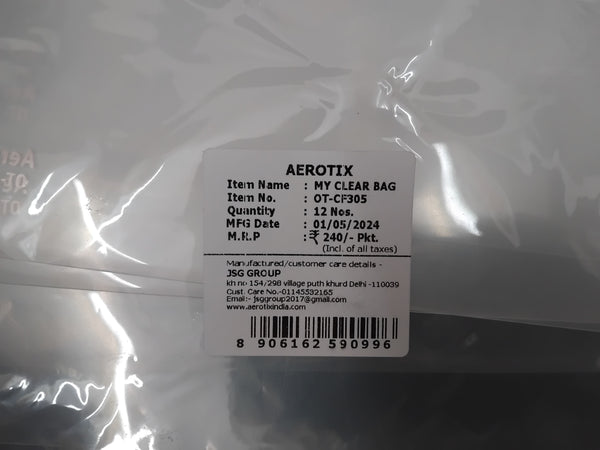 AEROTIX
Item Name : MY CLEAR BAG
Item No. : OT-CF305
Quantity : 12 Nos.
MFG Date : 01/05/2024
M.R.P : ₹ 240/- Pkt.
(Incl. of all taxes)
Manufactured/customer care details -
JSG GROUP
kh no 154/298 village puth khurd Delhi -110039
Cust. Care No.-01145532165
Email:- jsggroup2017@gmail.com
www.aerotixindia.com
8 906162 590996